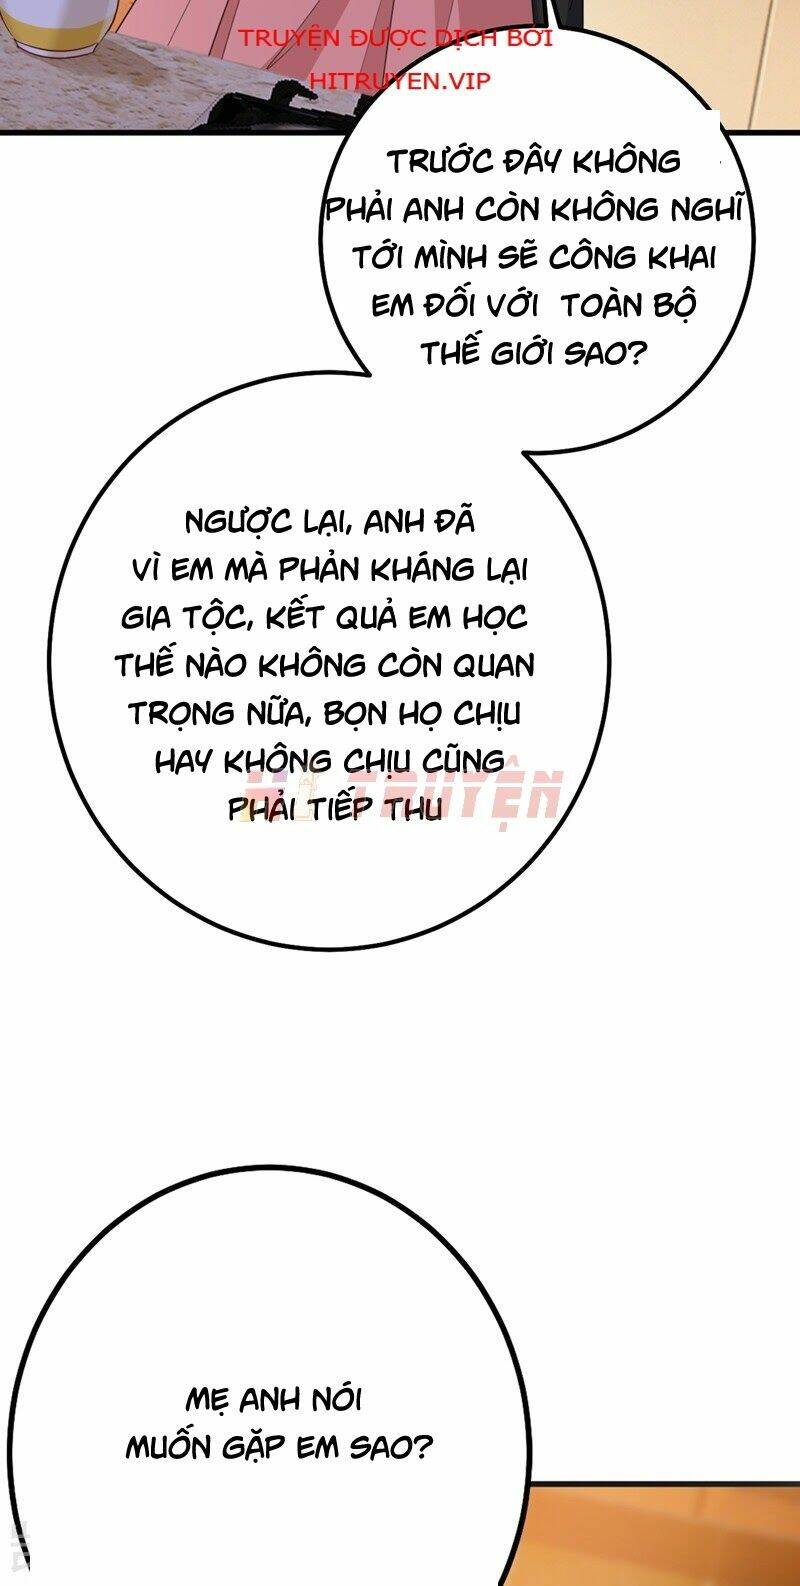 TRUYỆN ĐƯỢC DỊCH BỞI
HITRUYEN.VIP
TRƯỚC ĐÂY KHÔNG
PHẢI ANH CÒN KHÔNG NGHĨ
TỚI MÌNH SẼ CÔNG KHAI
EM ĐỐI VỚI TOÀN BỘ
THẾ GIỚI SAO?
NGƯỢC LẠI, ANH ĐÃ
VÌ EM MÀ PHẢN KHÁNG LẠI
GIA TỘC, KẾT QUẢ EM HỌC
THẾ NÀO KHÔNG CÒN QUAN
TRỌNG NỮA, BỌN HỌ CHỊU
HAY KHÔNG CHỊU CŨNG
PHẢI TIẾP THU
HI TRUYỆN
MẸ ANH NÓI
MUỐN GẶP EM SAO?